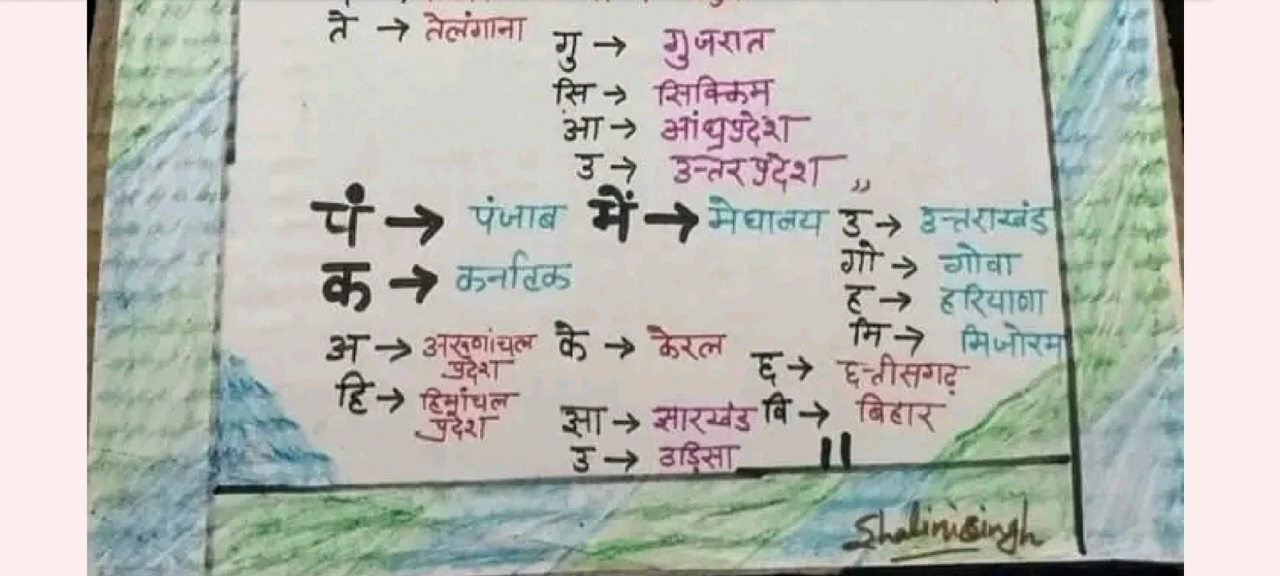 ते → तेलंगाना
गु → गुजरात
सि → सिक्किम
आ → आंध्रप्रदेश
उ → उत्तरप्रदेश ,,
पं → पंजाब में → मेघालय उ → उत्तराखंड
क → कर्नाटक गो → गोवा
ह → हरियाणा
मि → मिजोरम
अ → अरुणांचल प्रदेश के → केरल
छ → छत्तीसगढ़
हि → हिमांचल प्रदेश
झा → झारखंड बि → बिहार
उ → उड़िसा ||
Shalinisingh